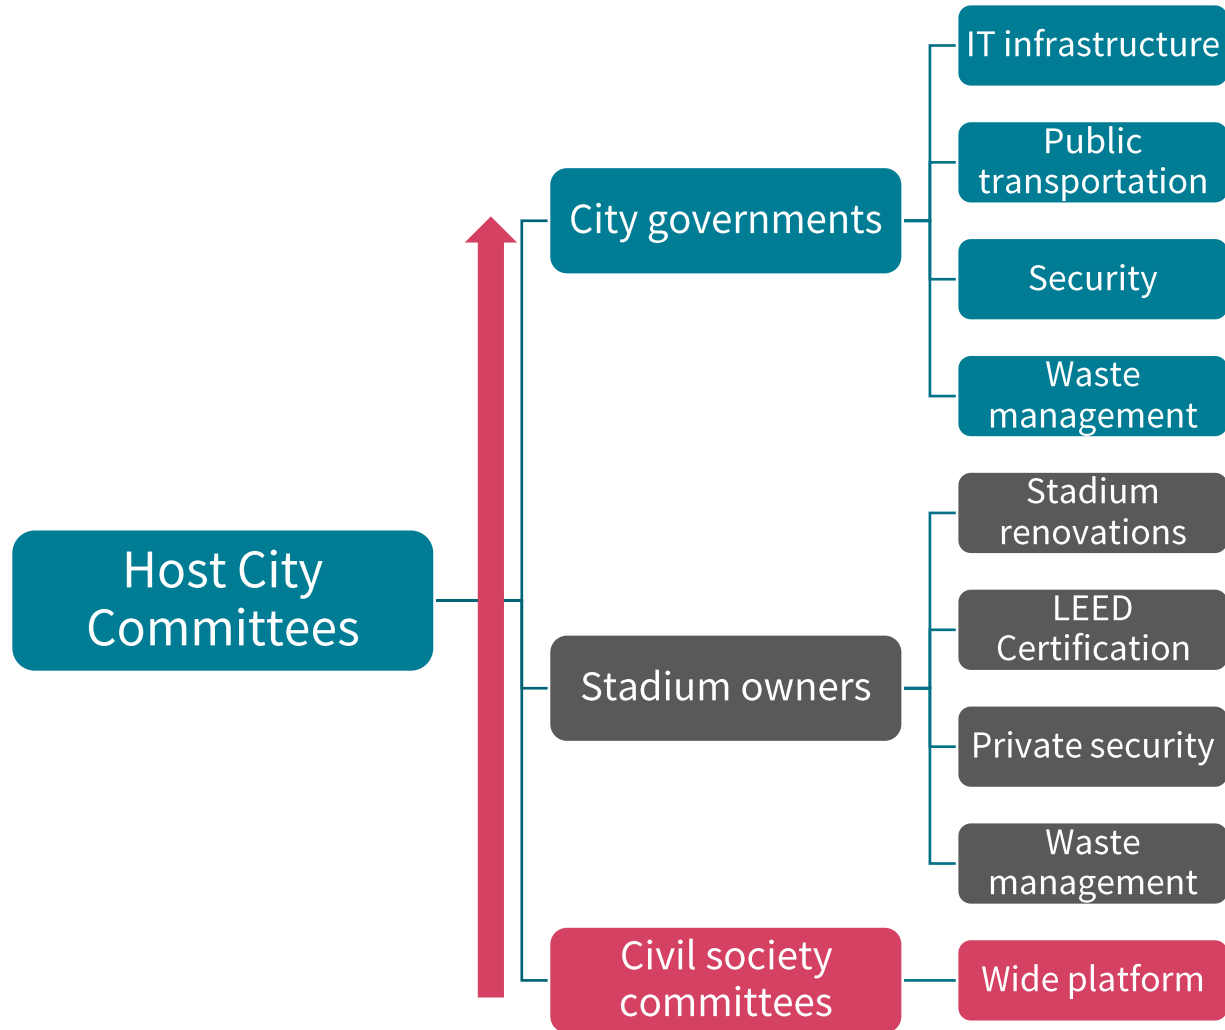 Host City
Committees
City governments
IT infrastructure
Public
transportation
Security
Waste
management
Stadium owners
Stadium
renovations
LEED
Certification
Private security
Waste
management
Civil society
committees
Wide platform